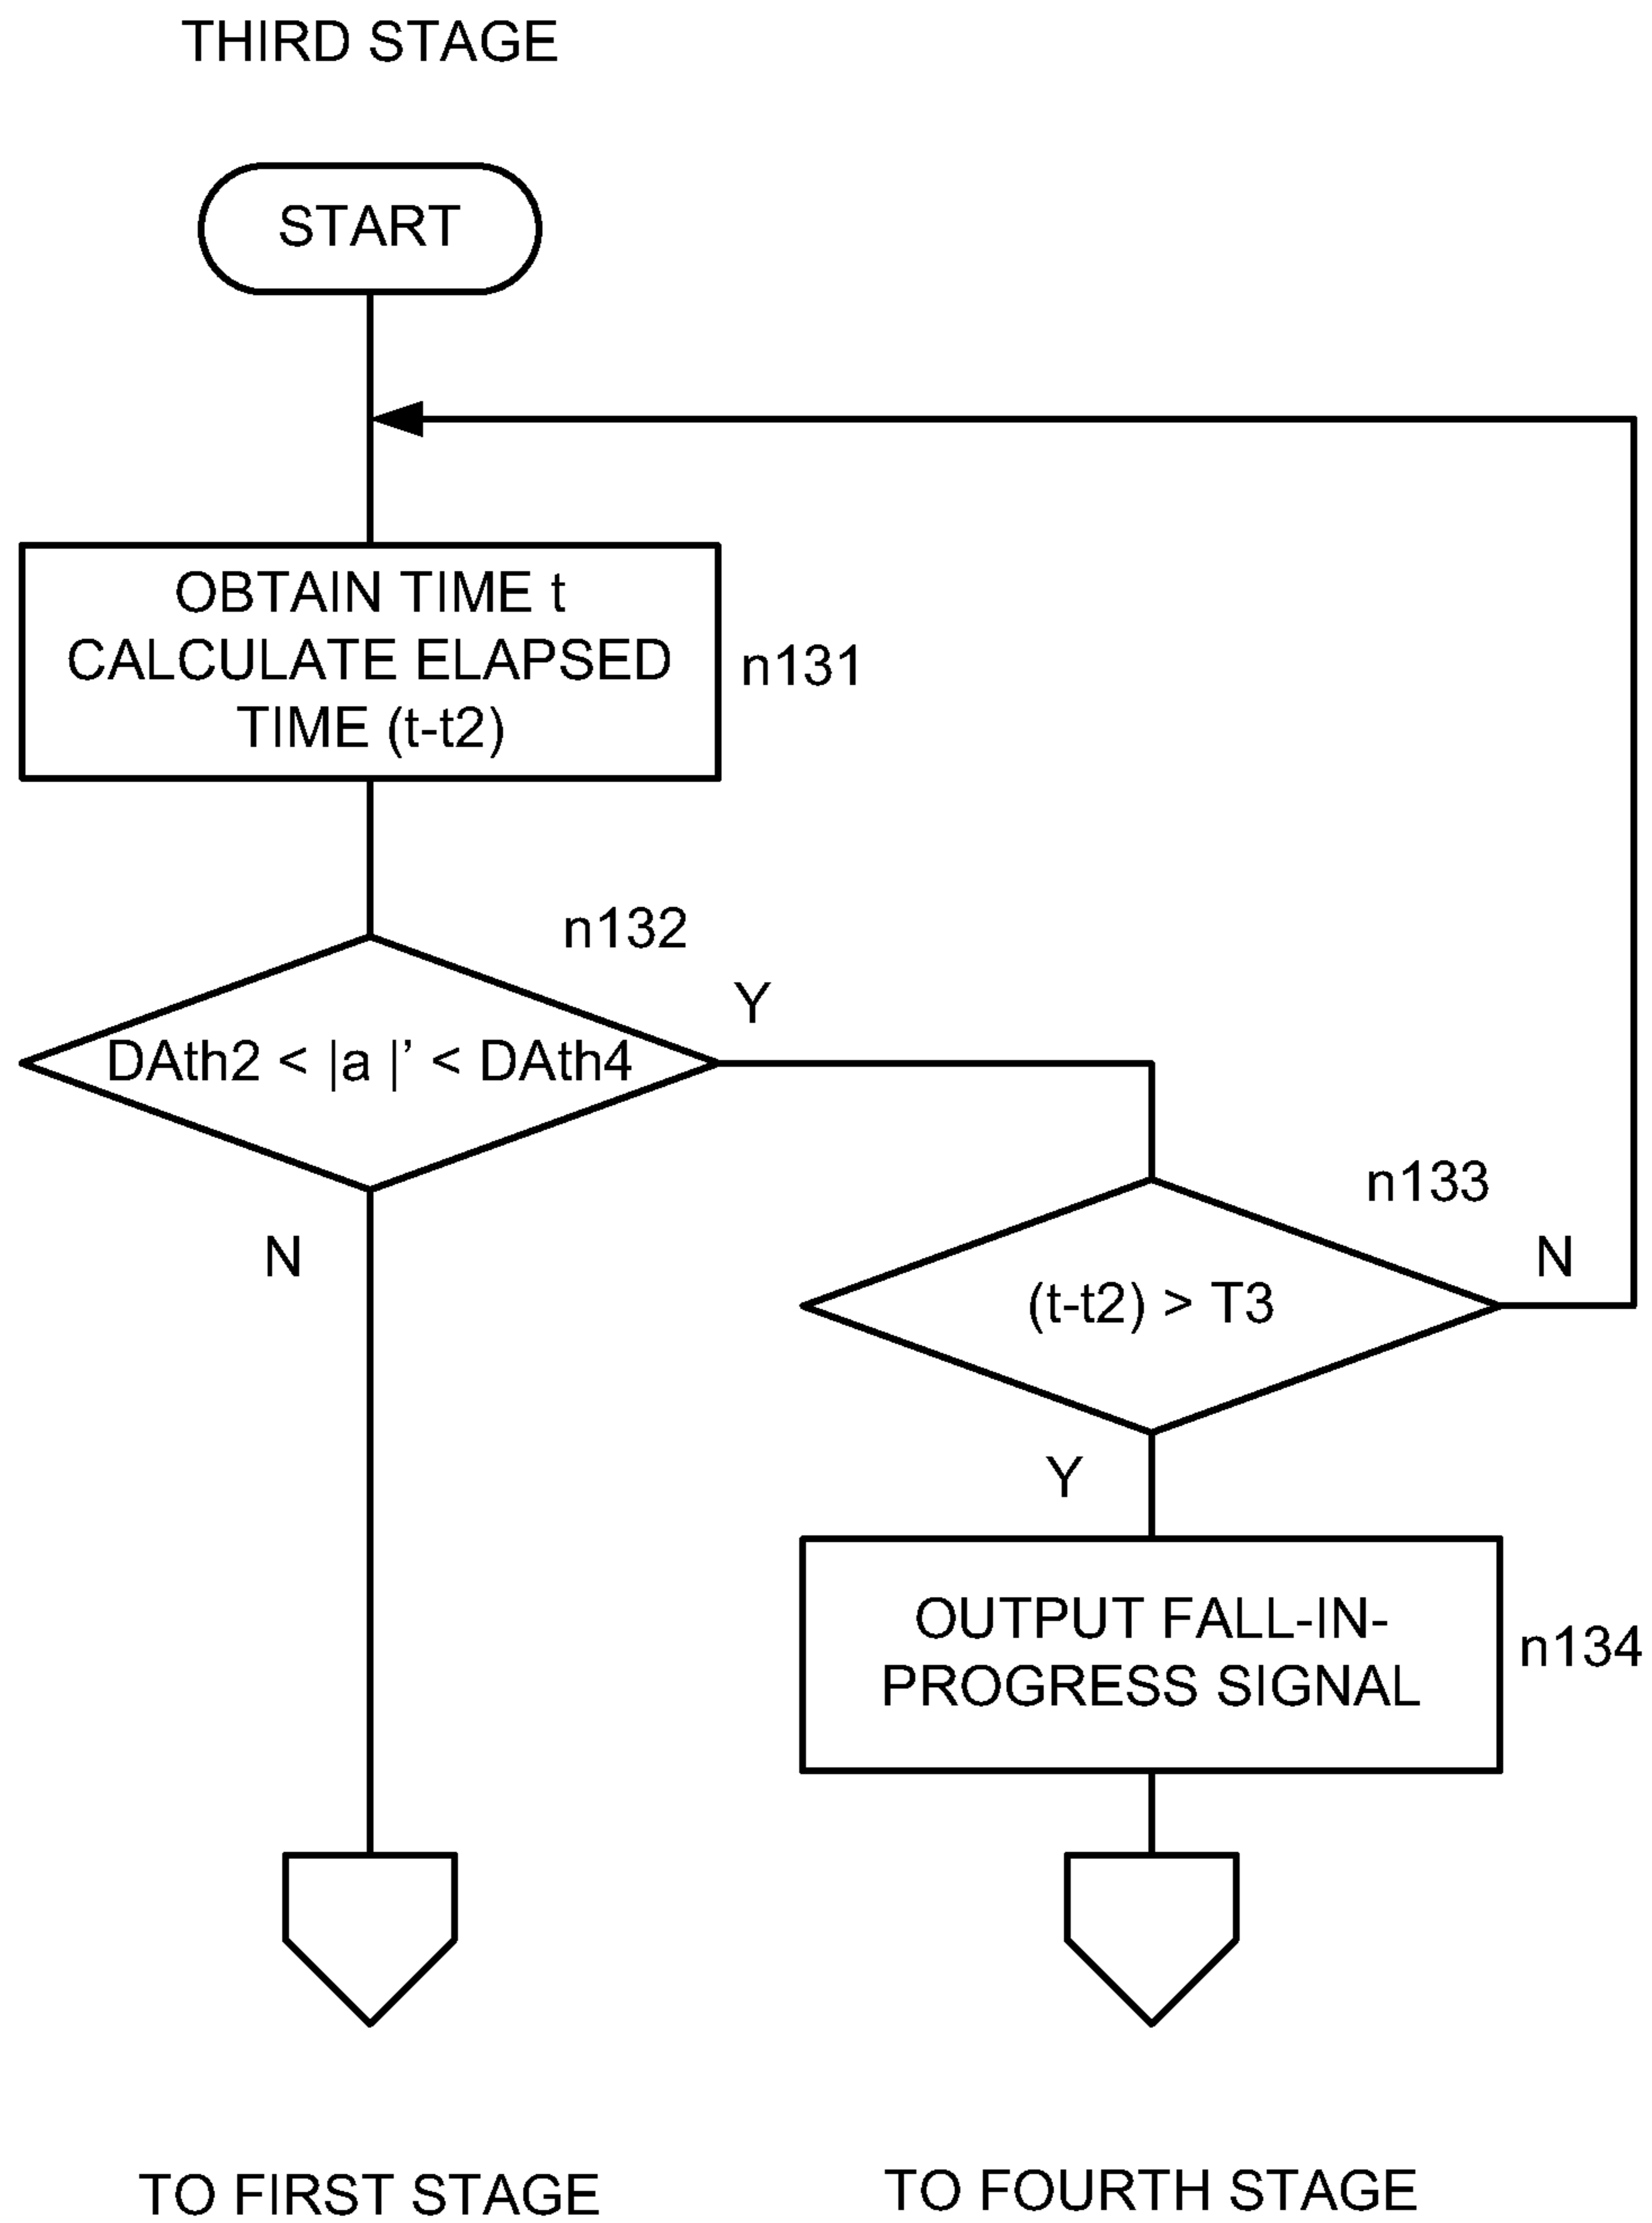 THIRD STAGE
START
OBTAIN TIME t
CALCULATE ELAPSED
TIME (t-t2)
n131
n132
Y
DAth2 < |a |’ < DAth4
N
n133
(t-t2) > T3
N
Y
OUTPUT FALL-IN-
PROGRESS SIGNAL
n134
TO FIRST STAGE
TO FOURTH STAGE